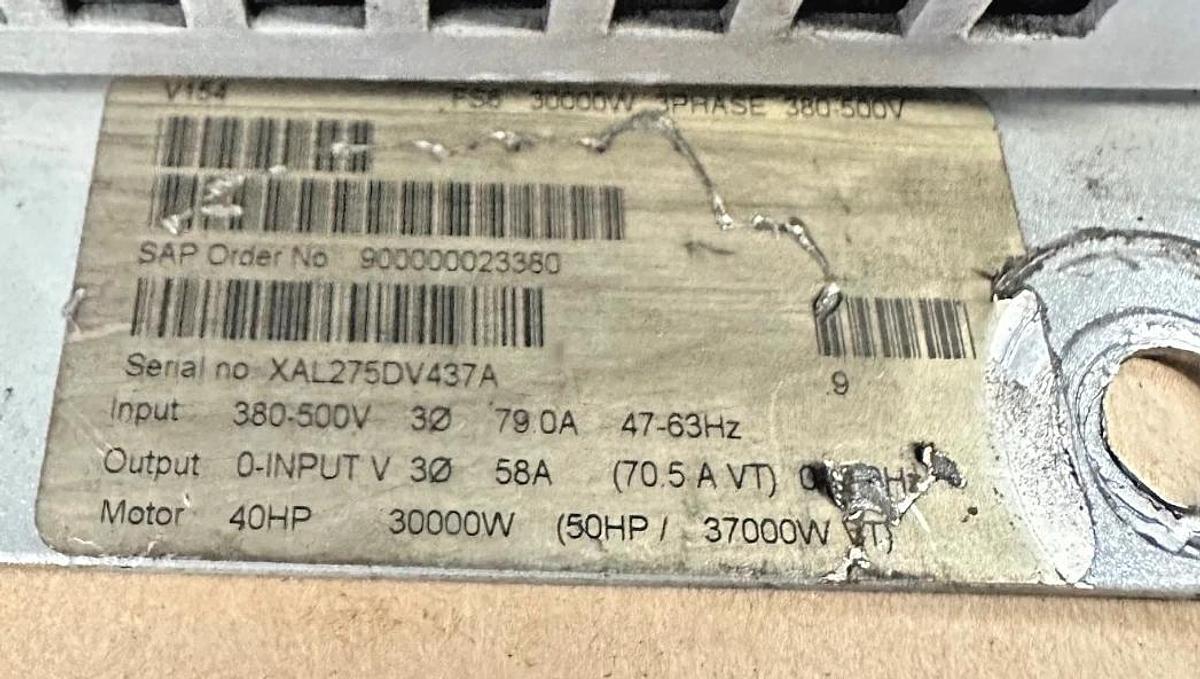 V154 FS6 30000W 3PHASE 380-500V
SAP Order No 900000023380
Serial no XAL275DV437A
.9
Input 380-500V 3Ø 79.0A 47-63Hz
Output 0-INPUT V 3Ø 58A (70.5 A VT)
Motor 40HP 30000W (50HP / 37000W VT)